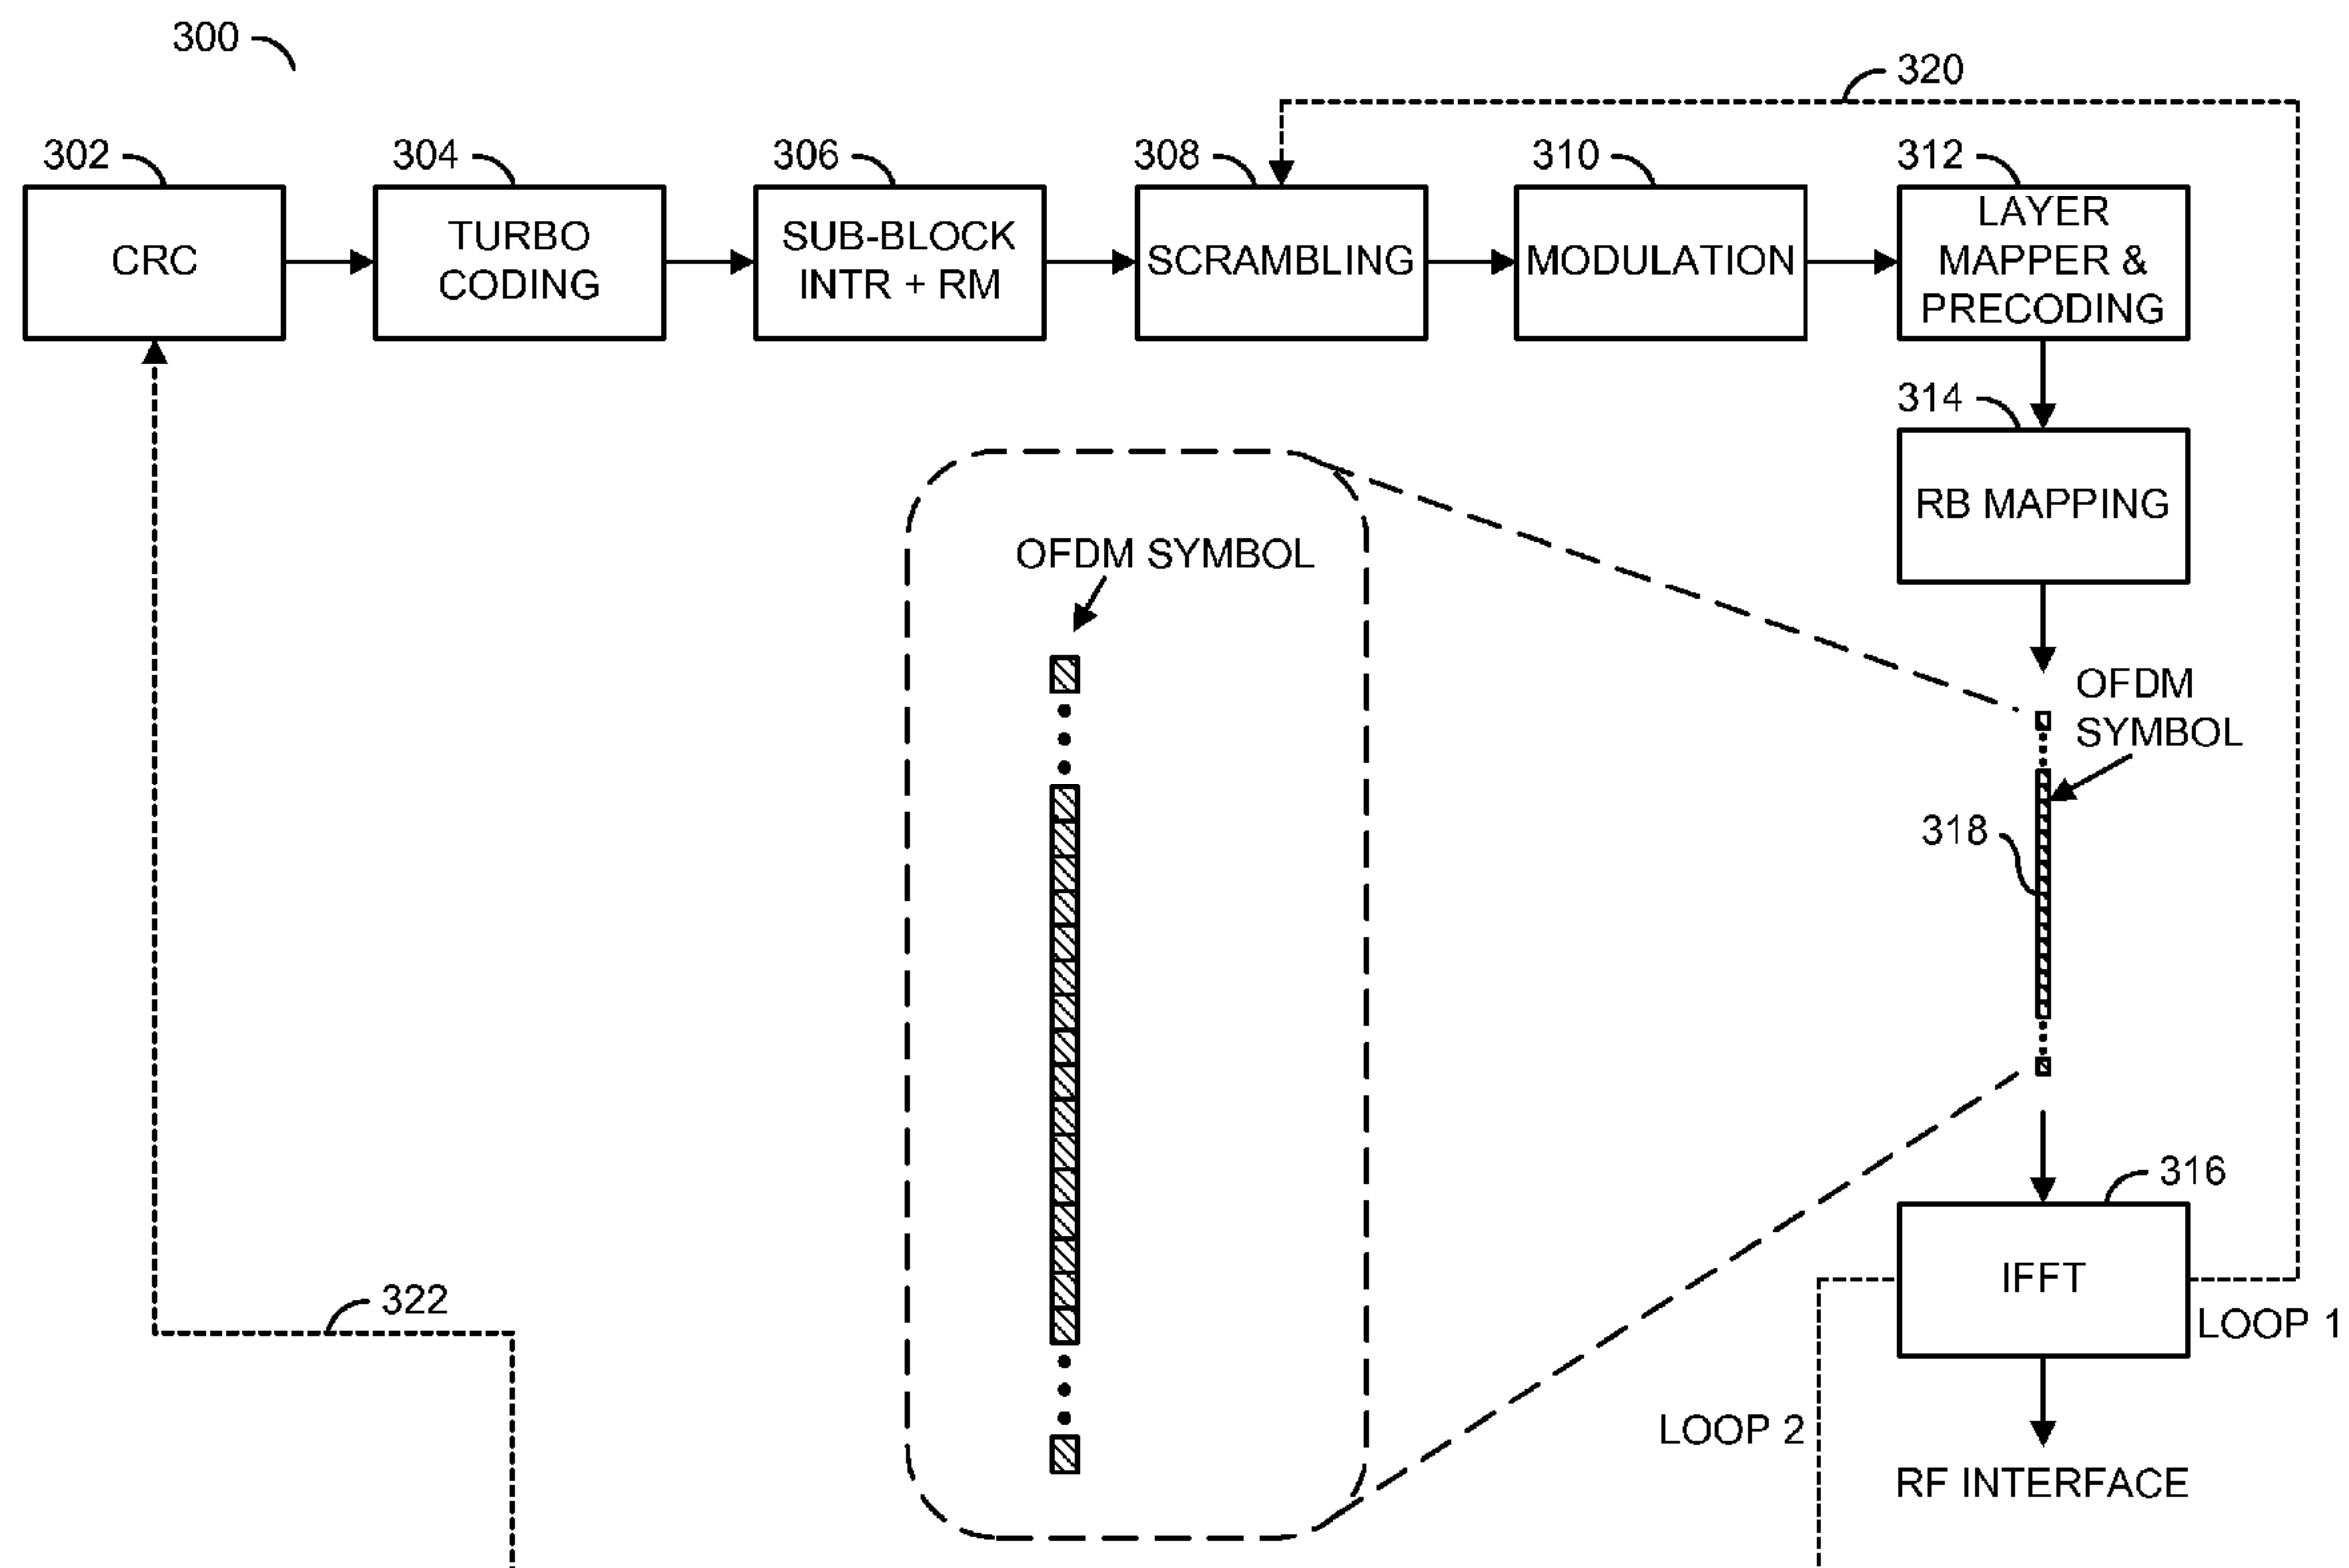 300
320
302
304
306
308
310
312
CRC
TURBO
CODING
SUB-BLOCK
INTR + RM
SCRAMBLING
MODULATION
LAYER
MAPPER &
PRECODING
314
RB MAPPING
OFDM SYMBOL
OFDM
SYMBOL
318
316
IFFT
322
LOOP 1
LOOP 2
RF INTERFACE